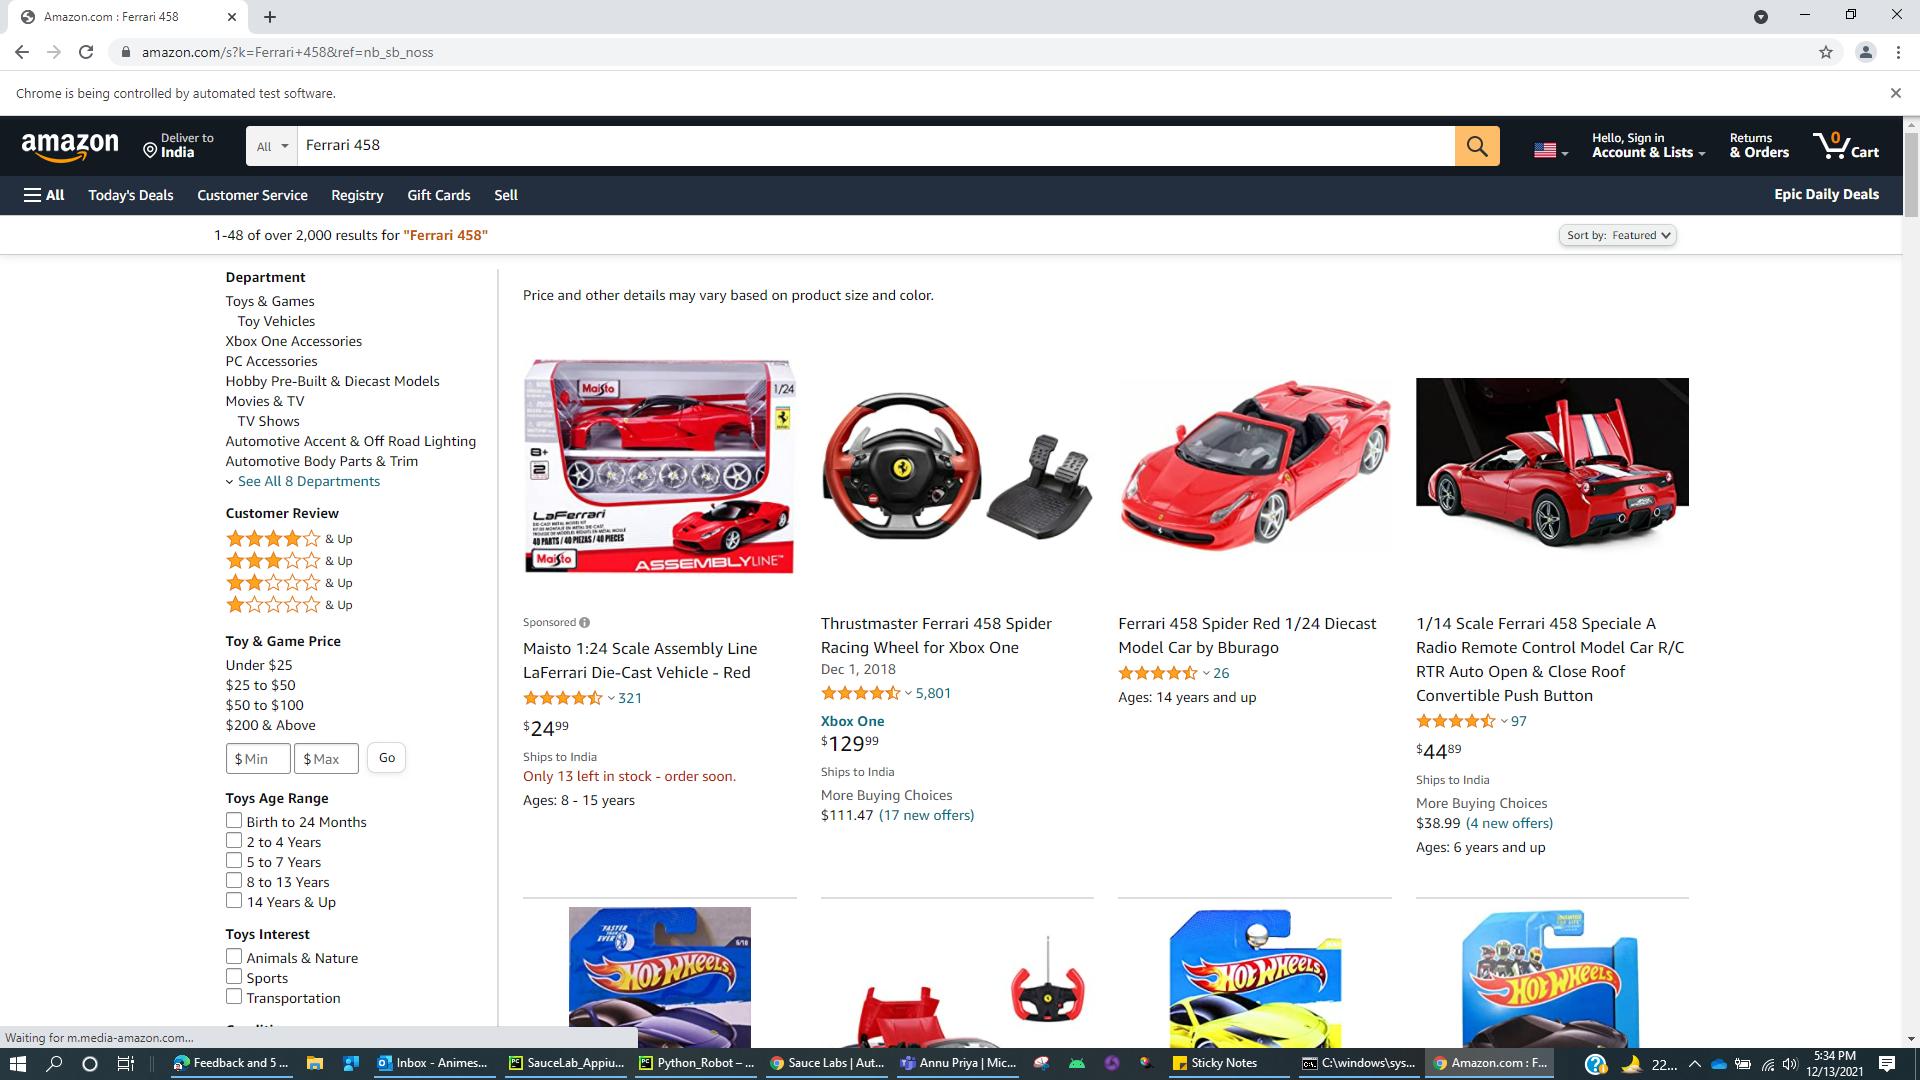 Amazon.com : Ferrari 458
amazon.com/s?k=Ferrari+458&ref=nb_sb_noss
Chrome is being controlled by automated test software.
amazon
Deliver to
India
All
Ferrari 458
Hello, Sign in
Account & Lists
Returns
& Orders
0
Cart
All
Today's Deals
Customer Service
Registry
Gift Cards
Sell
Epic Daily Deals
1-48 of over 2,000 results for "Ferrari 458"
Sort by: Featured
Department
Toys & Games
Toy Vehicles
Xbox One Accessories
PC Accessories
Hobby Pre-Built & Diecast Models
Movies & TV
TV Shows
Automotive Accent & Off Road Lighting
Automotive Body Parts & Trim
See All 8 Departments
Customer Review
& Up
& Up
& Up
& Up
Toy & Game Price
Under $25
$25 to $50
$50 to $100
$200 & Above
$ Min
$ Max
Go
Toys Age Range
Birth to 24 Months
2 to 4 Years
5 to 7 Years
8 to 13 Years
14 Years & Up
Toys Interest
Animals & Nature
Sports
Transportation
Price and other details may vary based on product size and color.
Maisto
1/24
8+
2
LaFerrari
40 PARTS / 40 PIEZAS / 40 PIECES
Maisto
ASSEMBLYLINE™
Sponsored
Maisto 1:24 Scale Assembly Line
LaFerrari Die-Cast Vehicle - Red
321
$24.99
Ships to India
Only 13 left in stock - order soon.
Ages: 8 - 15 years
Thrustmaster Ferrari 458 Spider
Racing Wheel for Xbox One
Dec 1, 2018
5,801
Xbox One
$129.99
Ships to India
More Buying Choices
$111.47 (17 new offers)
Ferrari 458 Spider Red 1/24 Diecast
Model Car by Bburago
26
Ages: 14 years and up
1/14 Scale Ferrari 458 Speciale A
Radio Remote Control Model Car R/C
RTR Auto Open & Close Roof
Convertible Push Button
97
$44.89
Ships to India
More Buying Choices
$38.99 (4 new offers)
Ages: 6 years and up
FASTER THAN EVER
Hot Wheels
Hot Wheels
Hot Wheels
Waiting for m.media-amazon.com...
Feedback and 5 ...
Inbox - Animes...
SauceLab_Appiu...
Python_Robot – ...
Sauce Labs | Aut...
Annu Priya | Mic...
Sticky Notes
C:\windows\sys...
Amazon.com : F...
22...
5:34 PM
12/13/2021